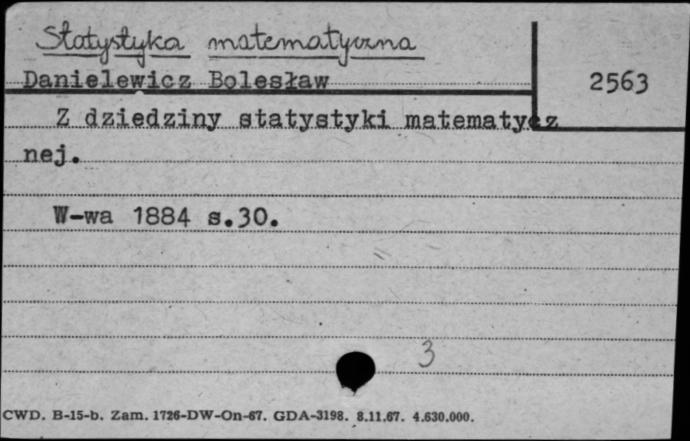 Statystyka matematyczna
Danielewicz Bolesław
2563
Z dziedziny statystyki matematycz
nej.
W-wa 1884 s.30.
3
CWD. B-15-b. Zam. 1726-DW-On-67. GDA-3198. 8.11.67. 4.630.000.